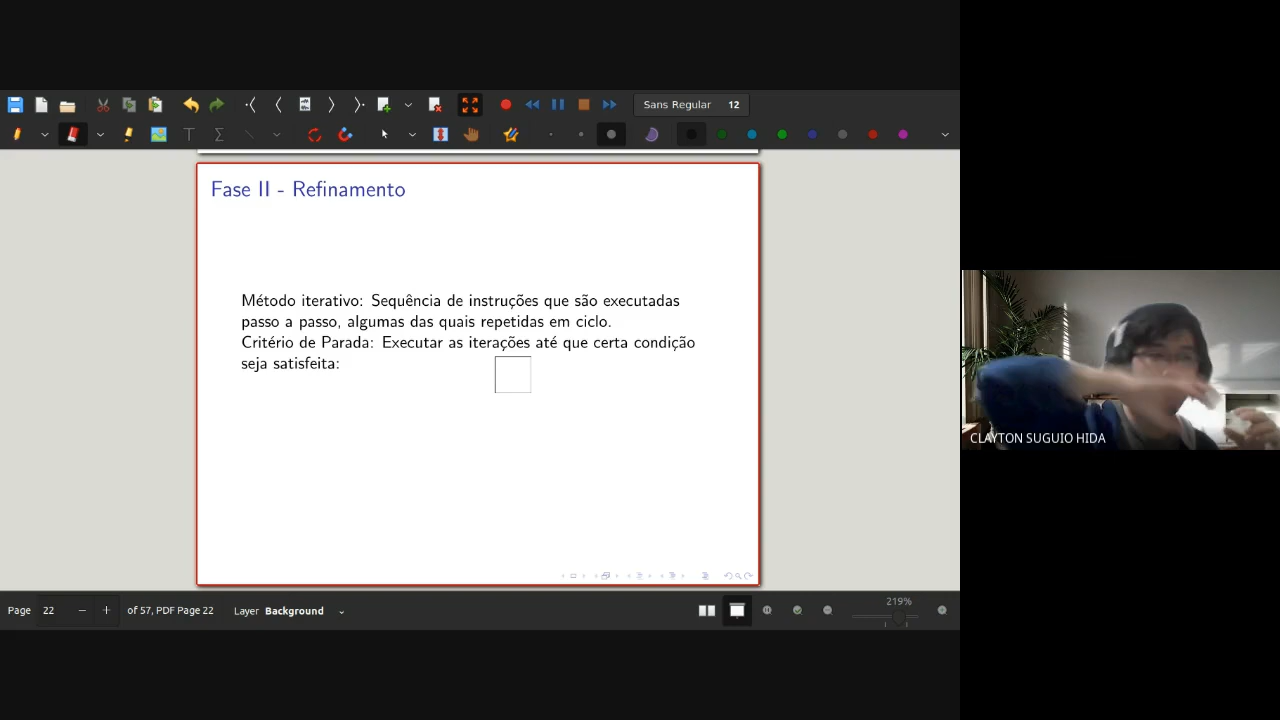 Sans Regular 12
Fase II - Refinamento
Método iterativo: Sequência de instruções que são executadas
passo a passo, algumas das quais repetidas em ciclo.
Critério de Parada: Executar as iterações até que certa condição
seja satisfeita:
CLAYTON SUGUIO HIDA
Page 22 of 57, PDF Page 22 Layer Background 219%